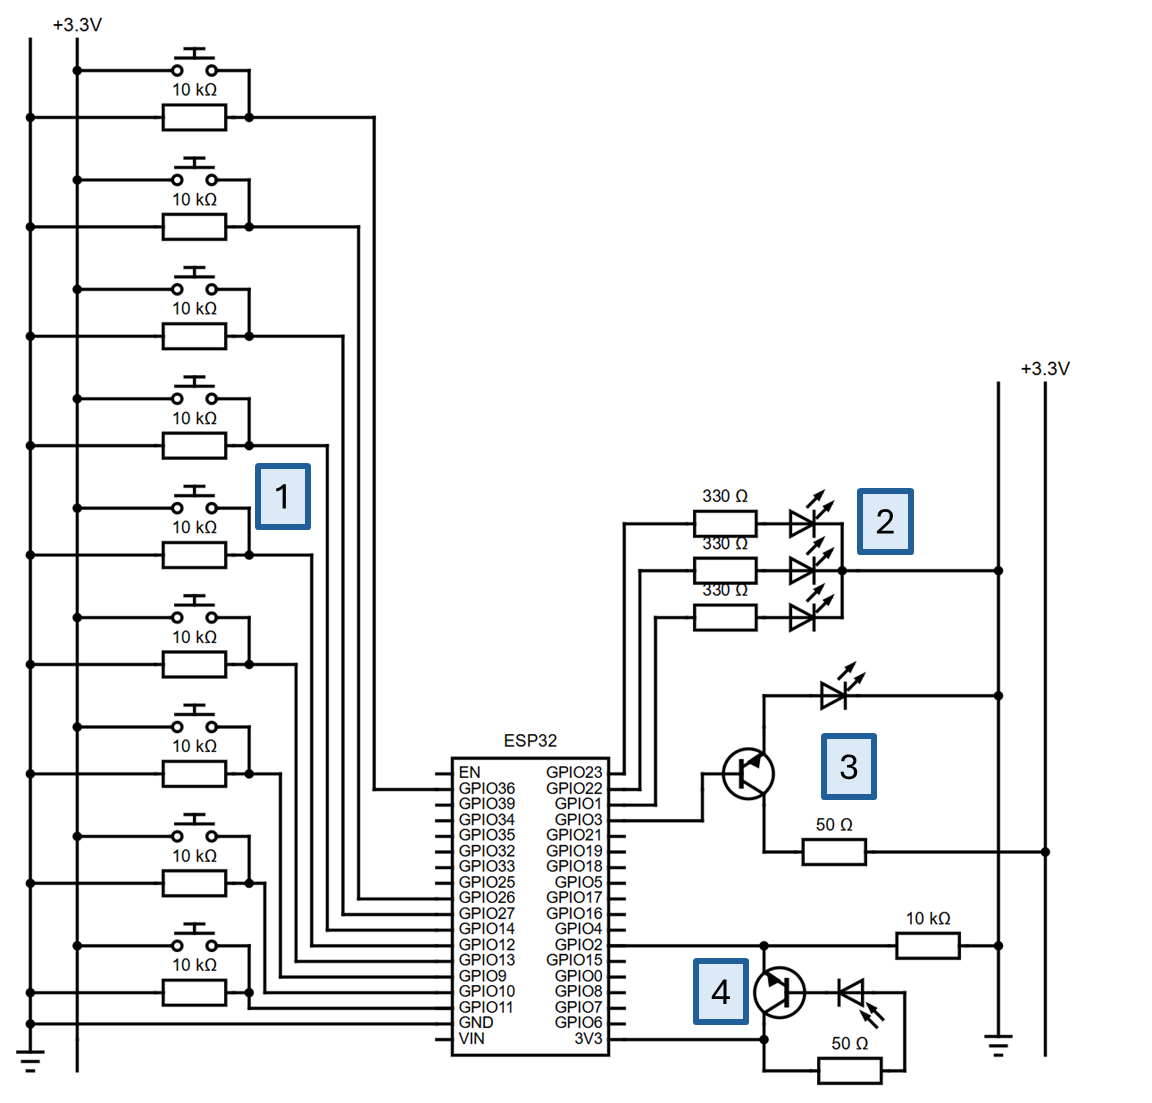 +3.3V
10 kΩ
10 kΩ
10 kΩ
10 kΩ
+3.3V
1
10 kΩ
330 Ω
2
330 Ω
330 Ω
10 kΩ
10 kΩ
ESP32
3
EN
GPIO23
GPIO36
GPIO22
GPIO39
GPIO1
GPIO34
GPIO3
50 Ω
GPIO35
GPIO21
10 kΩ
GPIO32
GPIO19
GPIO33
GPIO18
GPIO25
GPIO5
GPIO26
GPIO17
GPIO27
GPIO16
10 kΩ
GPIO14
GPIO4
GPIO12
GPIO2
10 kΩ
GPIO13
GPIO15
GPIO9
GPIO0
4
GPIO10
GPIO8
GPIO11
GPIO7
GND
GPIO6
VIN
3V3
50 Ω